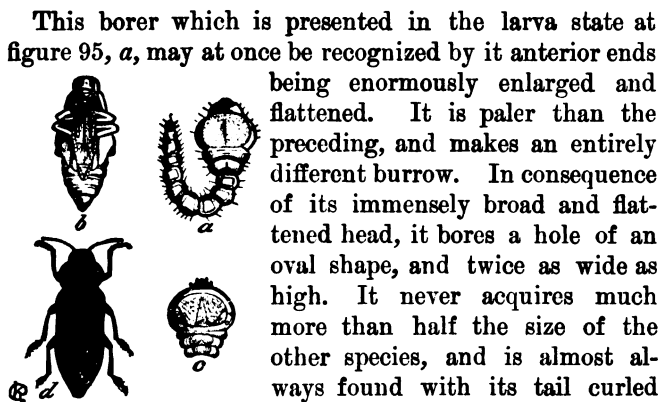 This borer which is presented in the larva state at
figure 95, a, may at once be recognized by it anterior ends
being enormously enlarged and
flattened. It is paler than the
preceding, and makes an entirely
different burrow. In consequence
of its immensely broad and flat-
tened head, it bores a hole of an
oval shape, and twice as wide as
high. It never acquires much
more than half the size of the
other species, and is almost al-
ways found with its tail curled
b
a
c
d